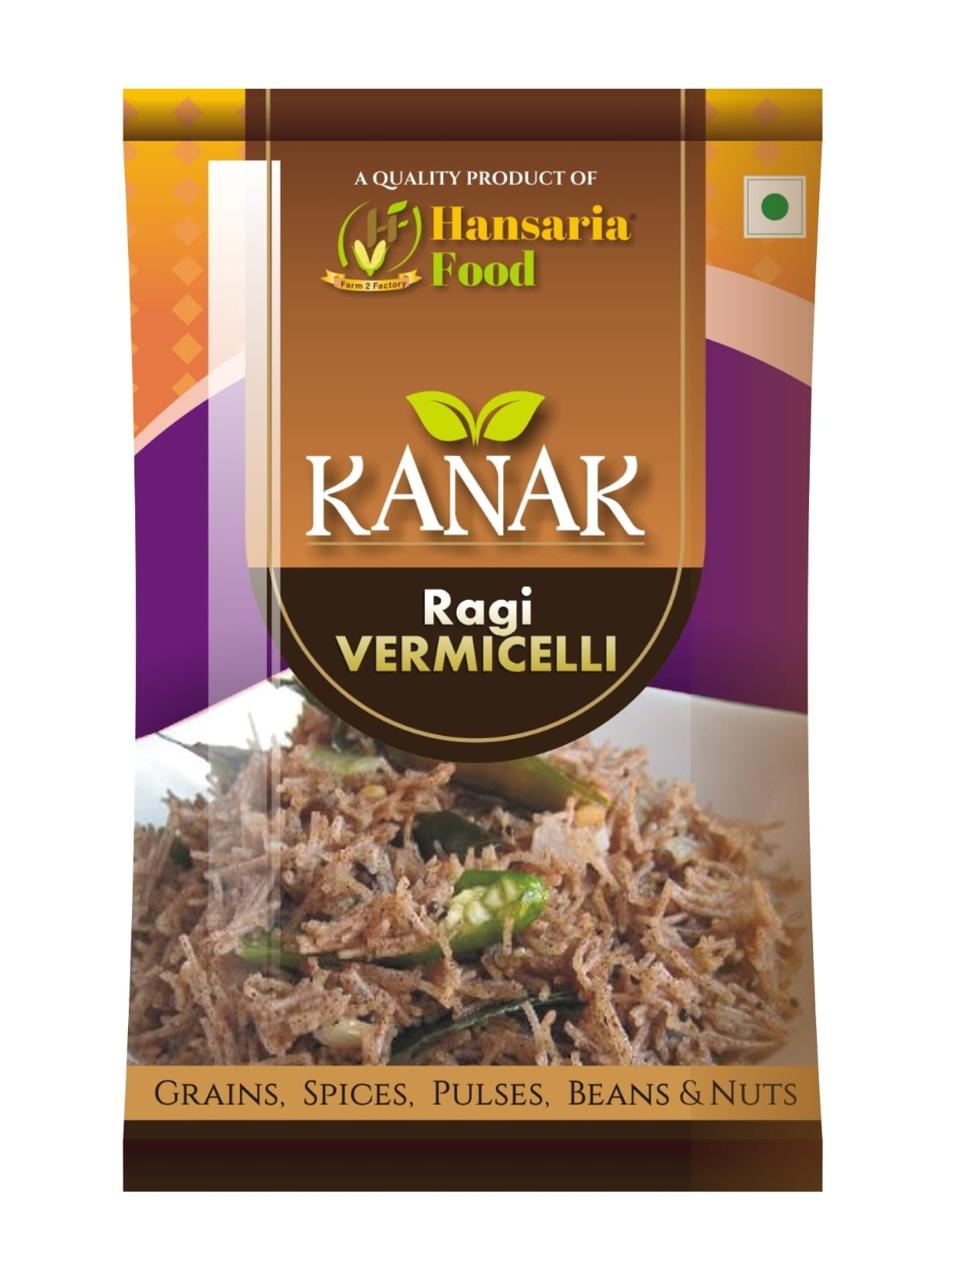 A QUALITY PRODUCT OF
HF
Hansaria®
Food
Farm 2 Factory
KANAK
Ragi
VERMICELLI
GRAINS, SPICES, PULSES, BEANS & NUTS